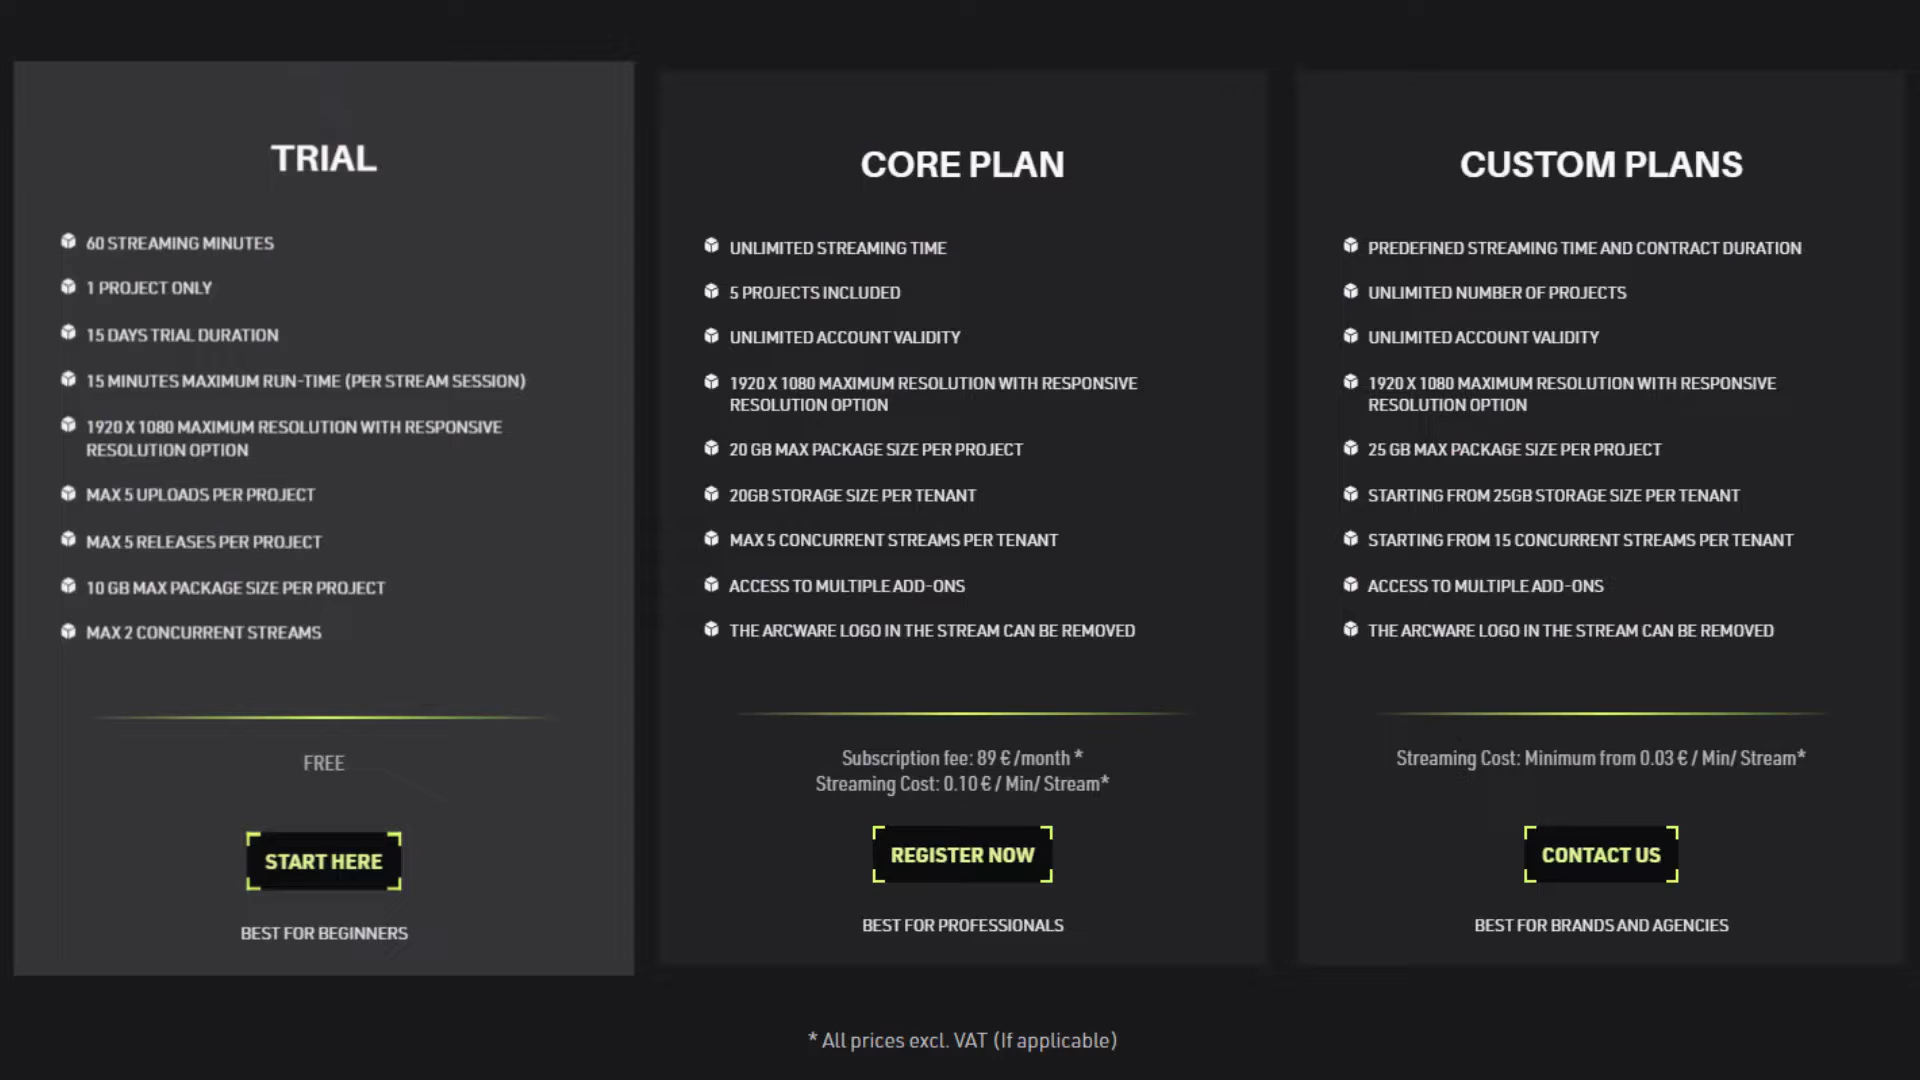 TRIAL
60 STREAMING MINUTES
1 PROJECT ONLY
15 DAYS TRIAL DURATION
15 MINUTES MAXIMUM RUN-TIME (PER STREAM SESSION)
1920 X 1080 MAXIMUM RESOLUTION WITH RESPONSIVE
RESOLUTION OPTION
MAX 5 UPLOADS PER PROJECT
MAX 5 RELEASES PER PROJECT
10 GB MAX PACKAGE SIZE PER PROJECT
MAX 2 CONCURRENT STREAMS
FREE
START HERE
BEST FOR BEGINNERS
CORE PLAN
UNLIMITED STREAMING TIME
5 PROJECTS INCLUDED
UNLIMITED ACCOUNT VALIDITY
1920 X 1080 MAXIMUM RESOLUTION WITH RESPONSIVE
RESOLUTION OPTION
20 GB MAX PACKAGE SIZE PER PROJECT
20GB STORAGE SIZE PER TENANT
MAX 5 CONCURRENT STREAMS PER TENANT
ACCESS TO MULTIPLE ADD-ONS
THE ARCWARE LOGO IN THE STREAM CAN BE REMOVED
Subscription fee: 89 € /month *
Streaming Cost: 0.10 € / Min/ Stream*
REGISTER NOW
BEST FOR PROFESSIONALS
CUSTOM PLANS
PREDEFINED STREAMING TIME AND CONTRACT DURATION
UNLIMITED NUMBER OF PROJECTS
UNLIMITED ACCOUNT VALIDITY
1920 X 1080 MAXIMUM RESOLUTION WITH RESPONSIVE
RESOLUTION OPTION
25 GB MAX PACKAGE SIZE PER PROJECT
STARTING FROM 25GB STORAGE SIZE PER TENANT
STARTING FROM 15 CONCURRENT STREAMS PER TENANT
ACCESS TO MULTIPLE ADD-ONS
THE ARCWARE LOGO IN THE STREAM CAN BE REMOVED
Streaming Cost: Minimum from 0.03 € / Min/ Stream*
CONTACT US
BEST FOR BRANDS AND AGENCIES
* All prices excl. VAT (If applicable)